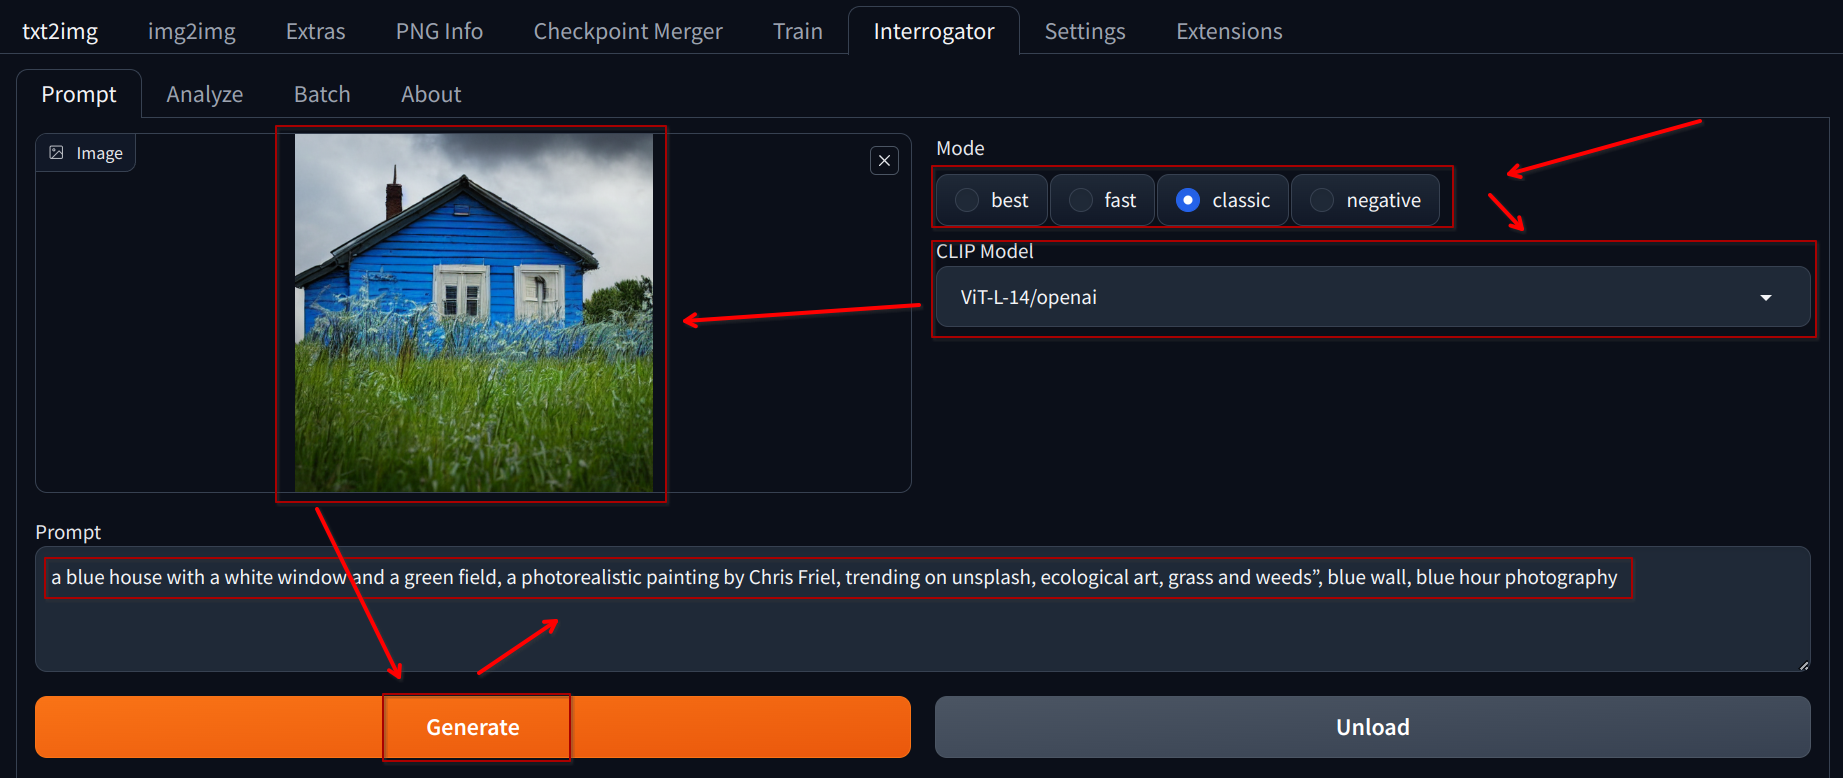 txt2img img2img Extras PNG Info Checkpoint Merger Train Interrogator Settings Extensions
Prompt Analyze Batch About
Image
Mode
best fast classic negative
CLIP Model
ViT-L-14/openai
Prompt
a blue house with a white window and a green field, a photorealistic painting by Chris Friel, trending on unsplash, ecological art, grass and weeds”, blue wall, blue hour photography
Generate Unload